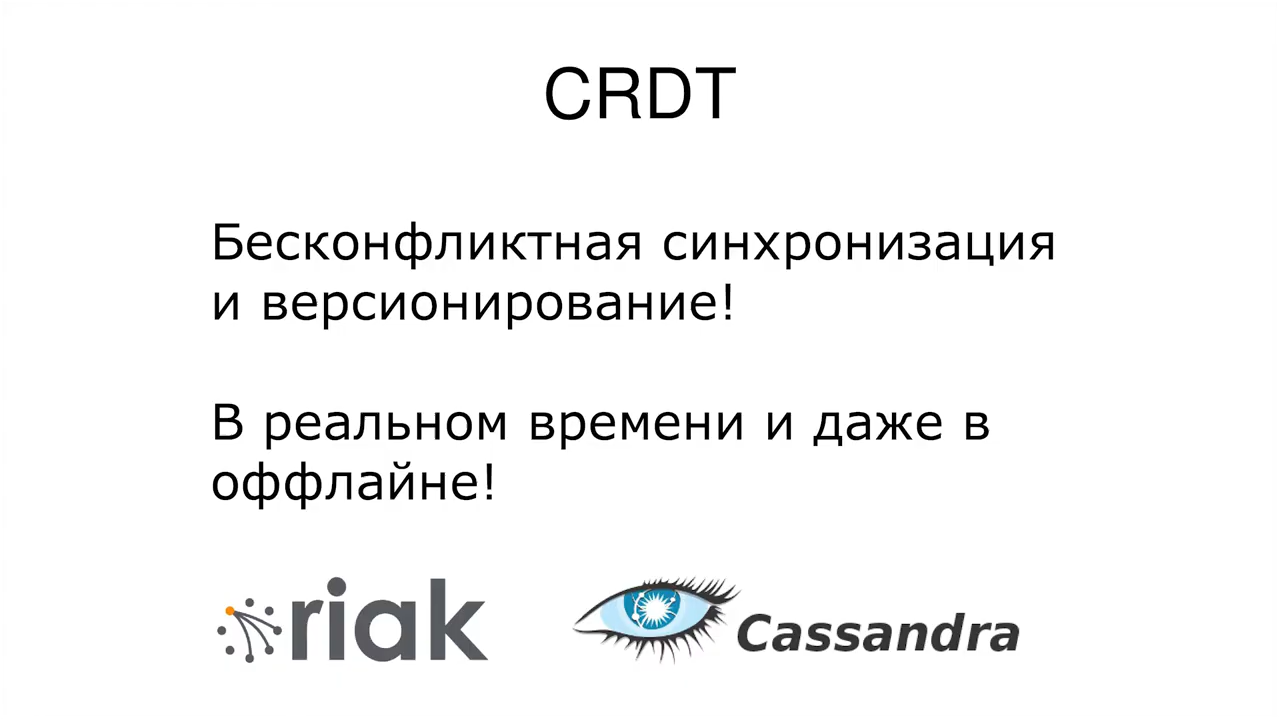 CRDT
Бесконфликтная синхронизация
и версионирование!
В реальном времени и даже в
оффлайне!
riak
Cassandra